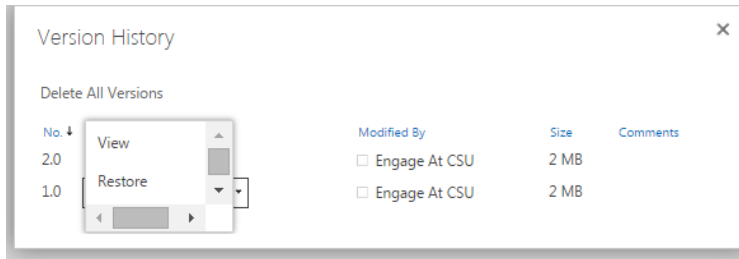 Version History
Delete All Versions
No. Modified By Size Comments
View
2.0 Engage At CSU 2 MB
Restore
1.0 Engage At CSU 2 MB